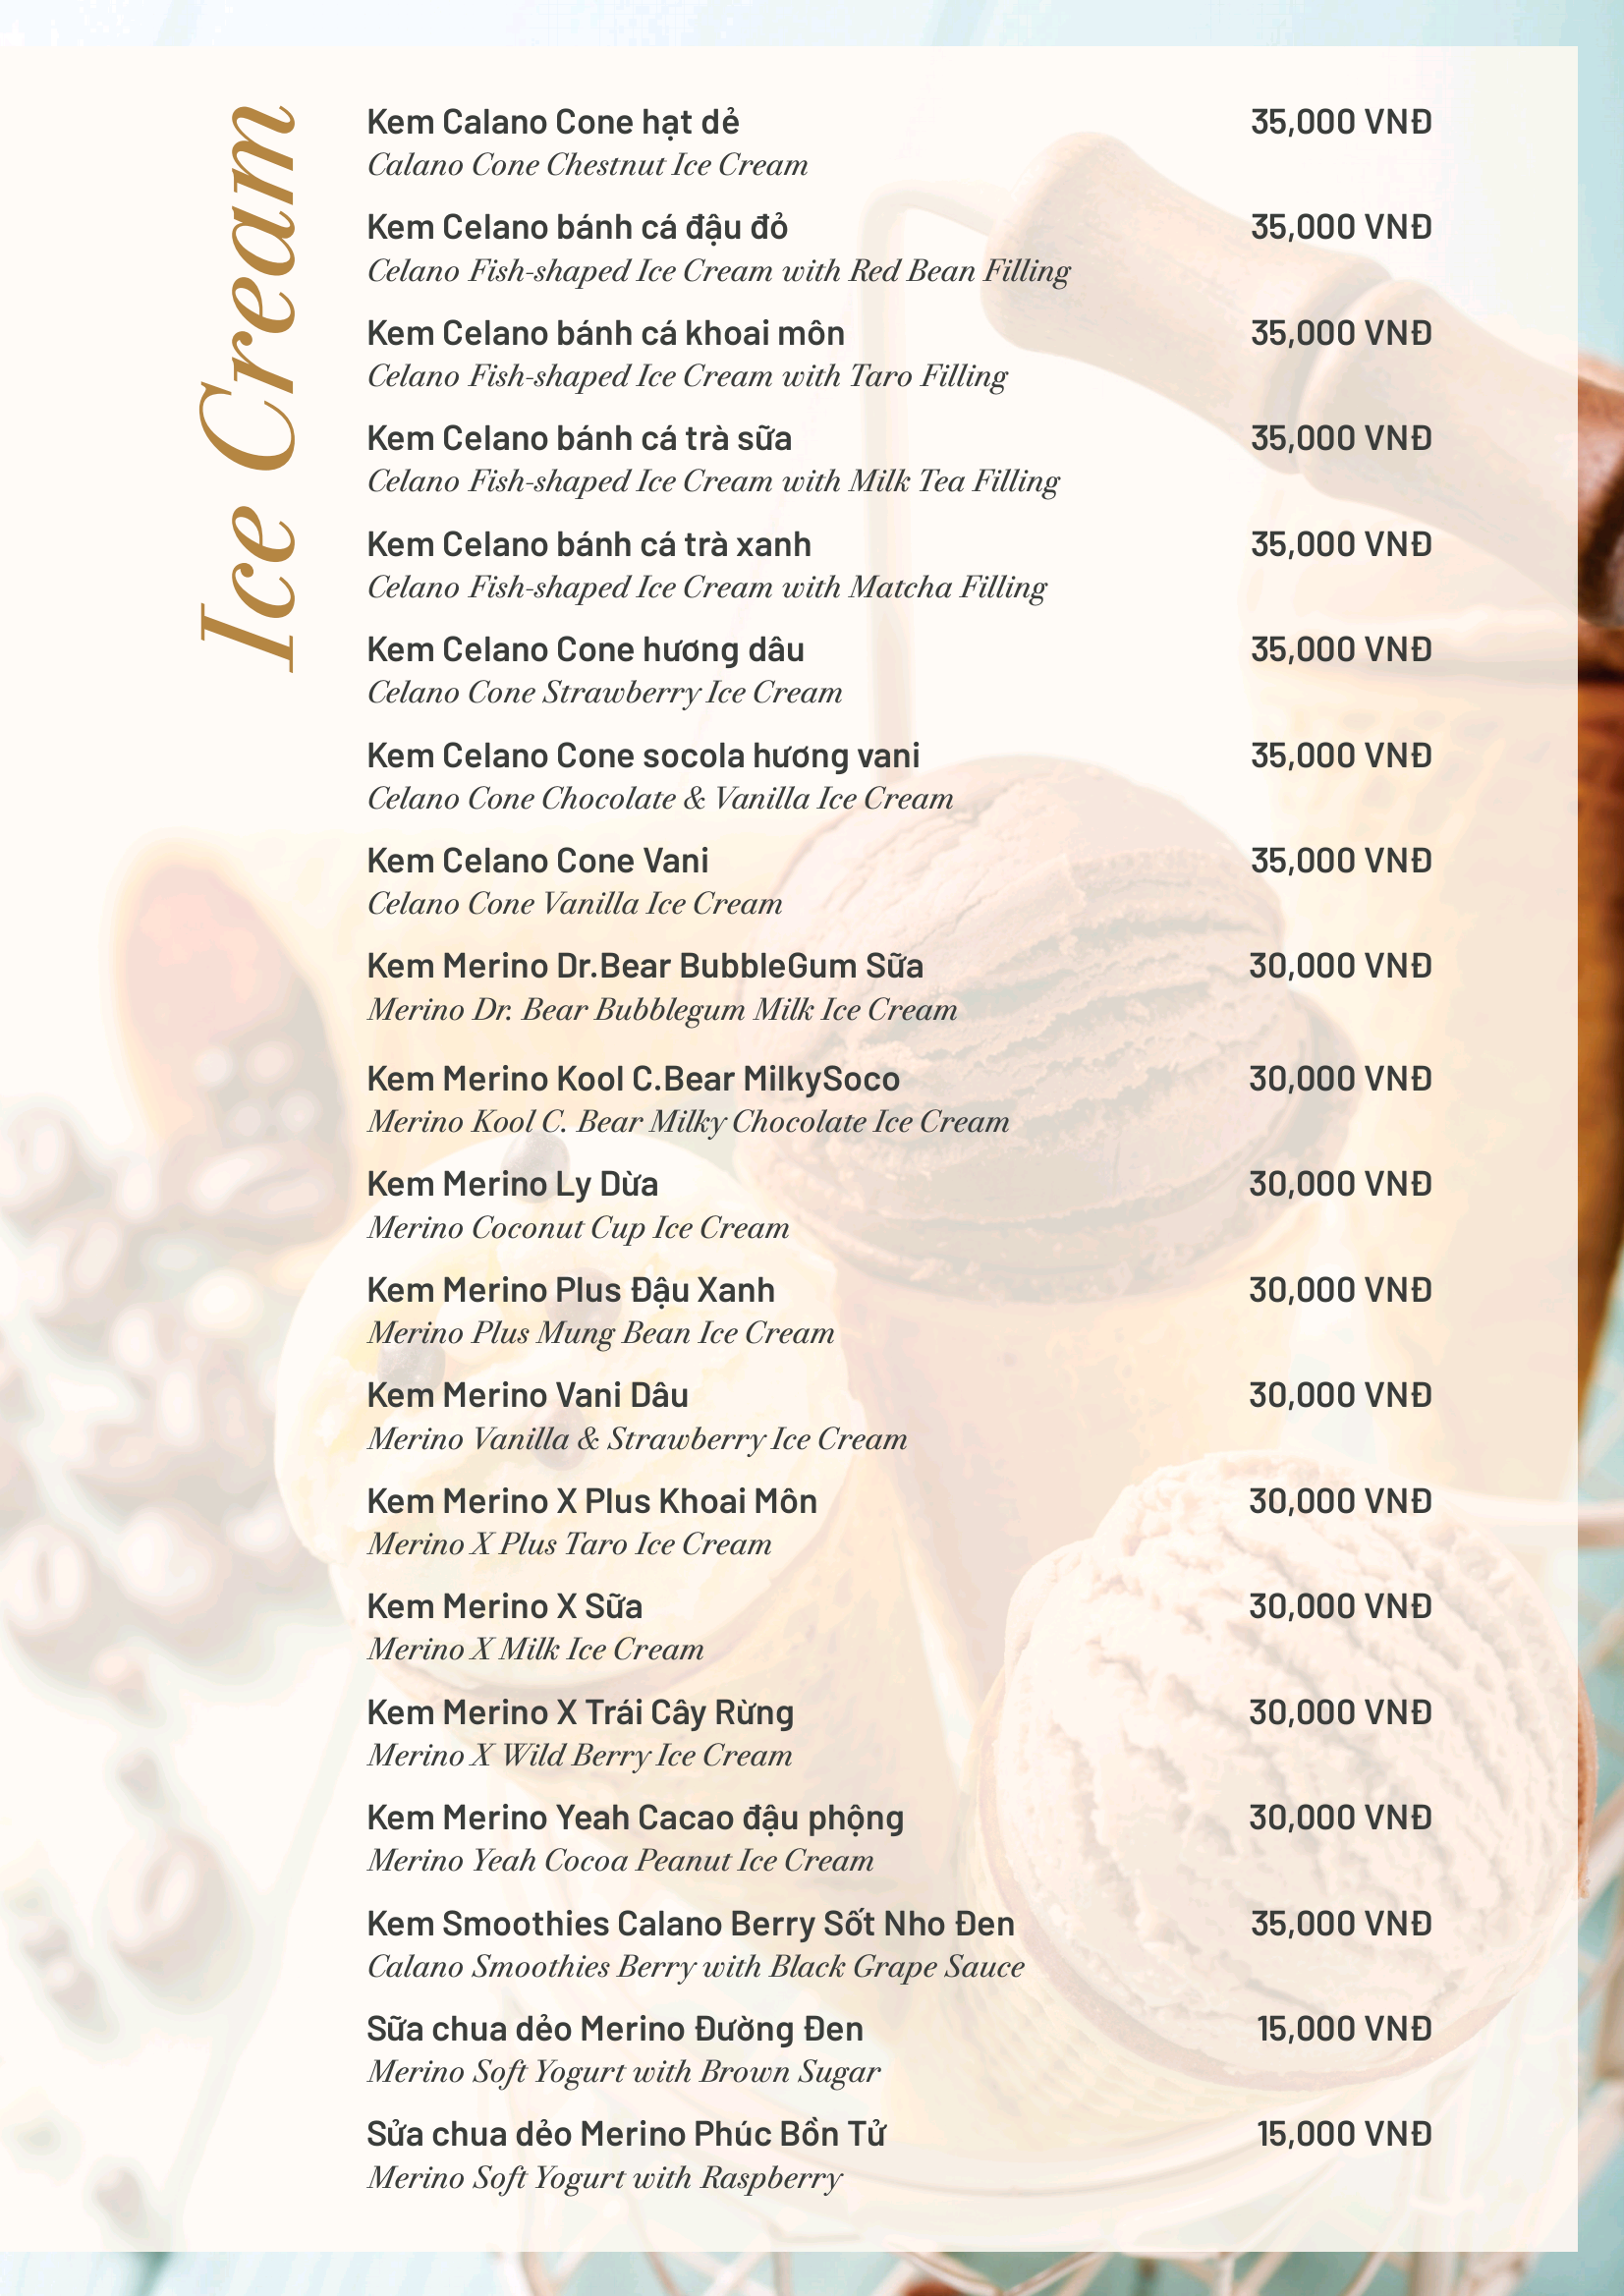 Ice Cream
Kem Calano Cone hạt dẻ 35,000 VNĐ
Calano Cone Chestnut Ice Cream
Kem Celano bánh cá đậu đỏ 35,000 VNĐ
Celano Fish-shaped Ice Cream with Red Bean Filling
Kem Celano bánh cá khoai môn 35,000 VNĐ
Celano Fish-shaped Ice Cream with Taro Filling
Kem Celano bánh cá trà sữa 35,000 VNĐ
Celano Fish-shaped Ice Cream with Milk Tea Filling
Kem Celano bánh cá trà xanh 35,000 VNĐ
Celano Fish-shaped Ice Cream with Matcha Filling
Kem Celano Cone hương dâu 35,000 VNĐ
Celano Cone Strawberry Ice Cream
Kem Celano Cone socola hương vani 35,000 VNĐ
Celano Cone Chocolate & Vanilla Ice Cream
Kem Celano Cone Vani 35,000 VNĐ
Celano Cone Vanilla Ice Cream
Kem Merino Dr.Bear BubbleGum Sữa 30,000 VNĐ
Merino Dr. Bear Bubblegum Milk Ice Cream
Kem Merino Kool C.Bear MilkySoco 30,000 VNĐ
Merino Kool C. Bear Milky Chocolate Ice Cream
Kem Merino Ly Dừa 30,000 VNĐ
Merino Coconut Cup Ice Cream
Kem Merino Plus Đậu Xanh 30,000 VNĐ
Merino Plus Mung Bean Ice Cream
Kem Merino Vani Dâu 30,000 VNĐ
Merino Vanilla & Strawberry Ice Cream
Kem Merino X Plus Khoai Môn 30,000 VNĐ
Merino X Plus Taro Ice Cream
Kem Merino X Sữa 30,000 VNĐ
Merino X Milk Ice Cream
Kem Merino X Trái Cây Rừng 30,000 VNĐ
Merino X Wild Berry Ice Cream
Kem Merino Yeah Cacao đậu phộng 30,000 VNĐ
Merino Yeah Cocoa Peanut Ice Cream
Kem Smoothies Calano Berry Sốt Nho Đen 35,000 VNĐ
Calano Smoothies Berry with Black Grape Sauce
Sữa chua dẻo Merino Đường Đen 15,000 VNĐ
Merino Soft Yogurt with Brown Sugar
Sửa chua dẻo Merino Phúc Bồn Tử 15,000 VNĐ
Merino Soft Yogurt with Raspberry